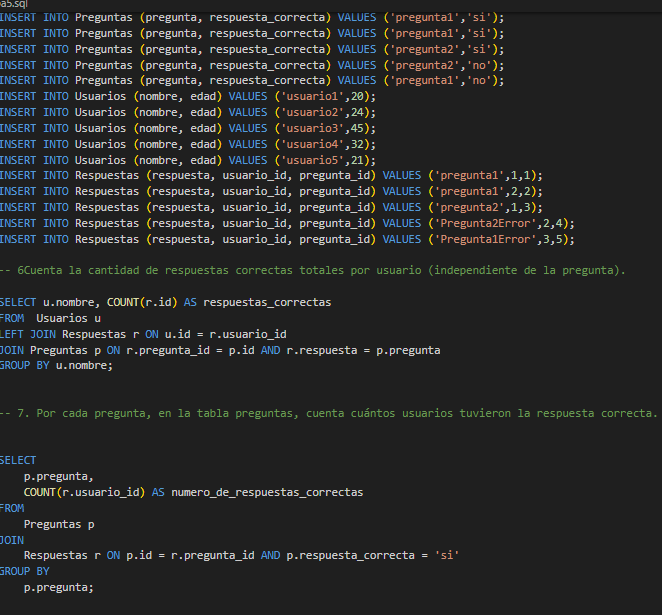 a5.sql
INSERT INTO Preguntas (pregunta, respuesta_correcta) VALUES ('pregunta1','si');
INSERT INTO Preguntas (pregunta, respuesta_correcta) VALUES ('pregunta1','si');
INSERT INTO Preguntas (pregunta, respuesta_correcta) VALUES ('pregunta2','si');
INSERT INTO Preguntas (pregunta, respuesta_correcta) VALUES ('pregunta2','no');
INSERT INTO Preguntas (pregunta, respuesta_correcta) VALUES ('pregunta1','no');
INSERT INTO Usuarios (nombre, edad) VALUES ('usuario1',20);
INSERT INTO Usuarios (nombre, edad) VALUES ('usuario2',24);
INSERT INTO Usuarios (nombre, edad) VALUES ('usuario3',45);
INSERT INTO Usuarios (nombre, edad) VALUES ('usuario4',32);
INSERT INTO Usuarios (nombre, edad) VALUES ('usuario5',21);
INSERT INTO Respuestas (respuesta, usuario_id, pregunta_id) VALUES ('pregunta1',1,1);
INSERT INTO Respuestas (respuesta, usuario_id, pregunta_id) VALUES ('pregunta1',2,2);
INSERT INTO Respuestas (respuesta, usuario_id, pregunta_id) VALUES ('pregunta2',1,3);
INSERT INTO Respuestas (respuesta, usuario_id, pregunta_id) VALUES ('Pregunta2Error',2,4);
INSERT INTO Respuestas (respuesta, usuario_id, pregunta_id) VALUES ('Pregunta1Error',3,5);
-- 6Cuenta la cantidad de respuestas correctas totales por usuario (independiente de la pregunta).
SELECT u.nombre, COUNT(r.id) AS respuestas_correctas
FROM  Usuarios u
LEFT JOIN Respuestas r ON u.id = r.usuario_id
JOIN Preguntas p ON r.pregunta_id = p.id AND r.respuesta = p.pregunta
GROUP BY u.nombre;
-- 7. Por cada pregunta, en la tabla preguntas, cuenta cuántos usuarios tuvieron la respuesta correcta.
SELECT
    p.pregunta,
    COUNT(r.usuario_id) AS numero_de_respuestas_correctas
FROM
    Preguntas p
JOIN
    Respuestas r ON p.id = r.pregunta_id AND p.respuesta_correcta = 'si'
GROUP BY
    p.pregunta;